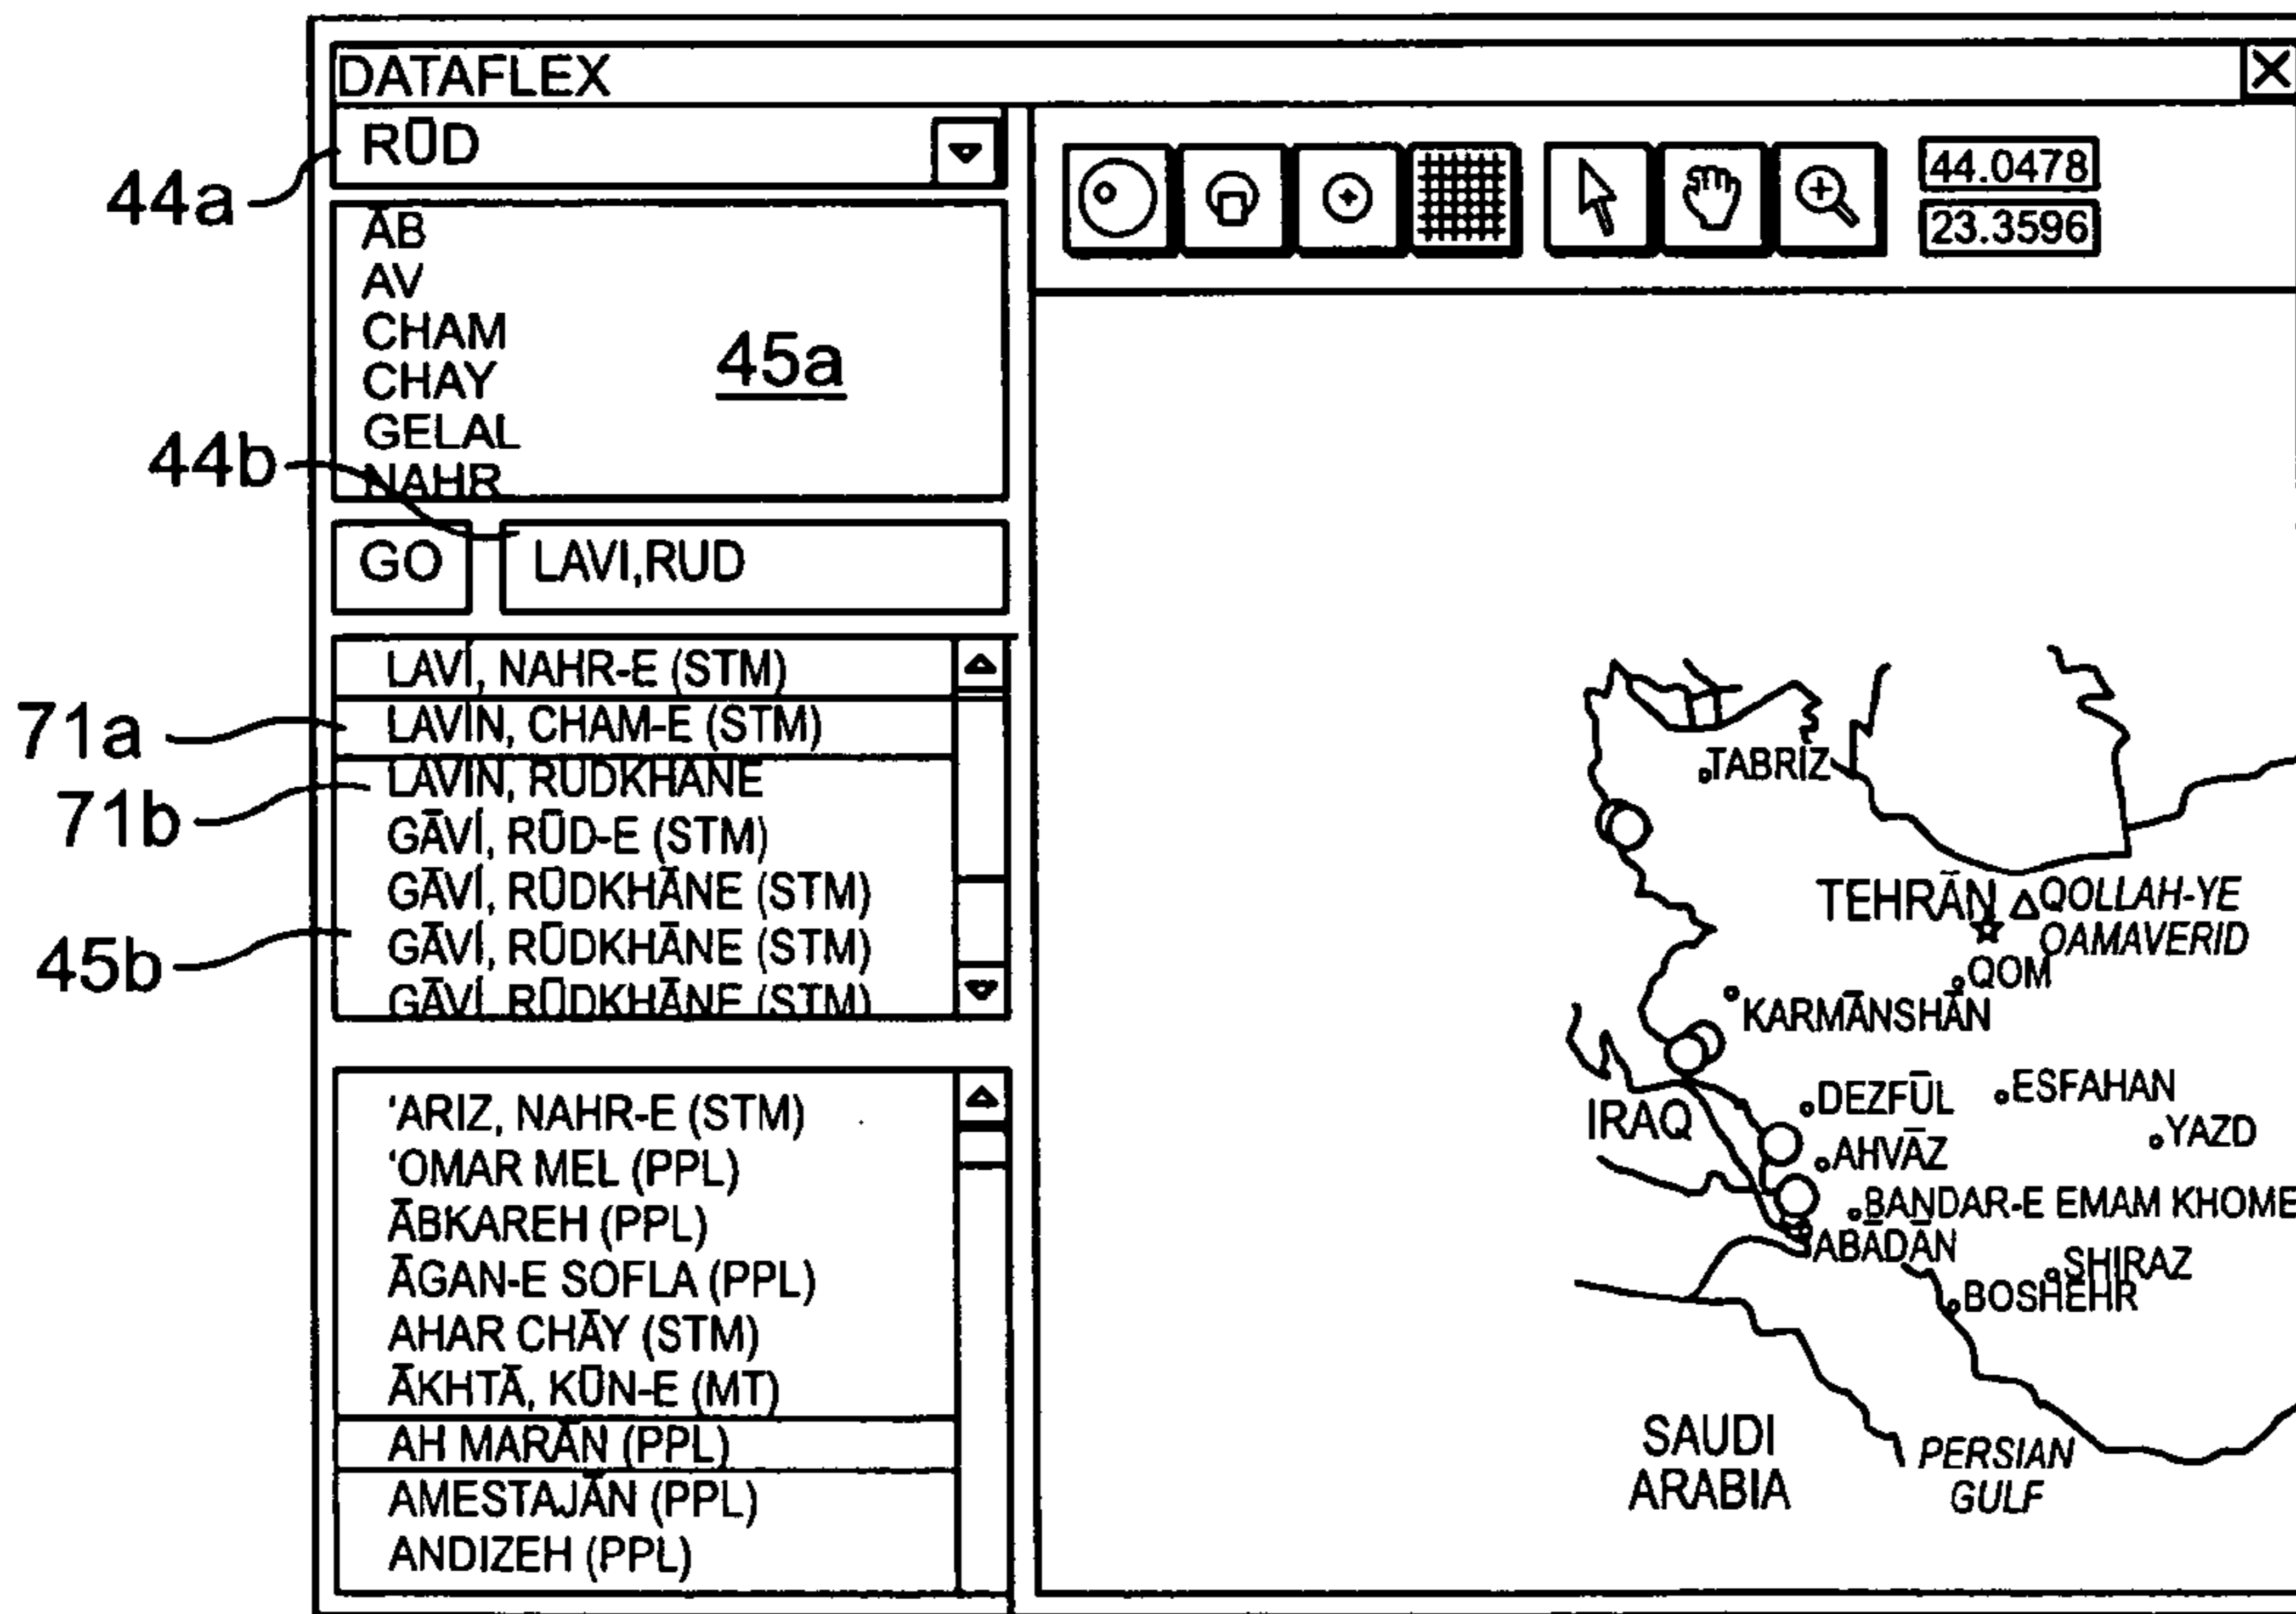 DATAFLEX
RŪD
44a
ĀB
AV
CHAM
CHAY
GELAL
NAHR
45a
44b
GO
LAVI,RUD
LAVĪ, NAHR-E (STM)
71a
LAVĪN, CHAM-E (STM)
71b
LAVĪN, RŪDKHĀNE
GĀVĪ, RŪD-E (STM)
GĀVĪ, RŪDKHĀNE (STM)
45b
GĀVĪ, RŪDKHĀNE (STM)
GĀVĪ, RŪDKHĀNE (STM)
'ARIZ, NAHR-E (STM)
'OMAR MEL (PPL)
ĀBKAREH (PPL)
ĀGAN-E SOFLA (PPL)
AHAR CHĀY (STM)
ĀKHTĀ, KŪN-E (MT)
AH MARĀN (PPL)
AMESTAJĀN (PPL)
ANDIZEH (PPL)
44.0478
23.3596
TABRĪZ
TEHRĀN
QOLLAH-YE
OAMAVERID
QOM
KARMĀNSHĀN
IRAQ
DEZFŪL
ESFAHAN
YAZD
AHVĀZ
BANDAR-E EMAM KHOME
ABĀDĀN
SHIRAZ
BOSHEHR
SAUDI
ARABIA
PERSIAN
GULF